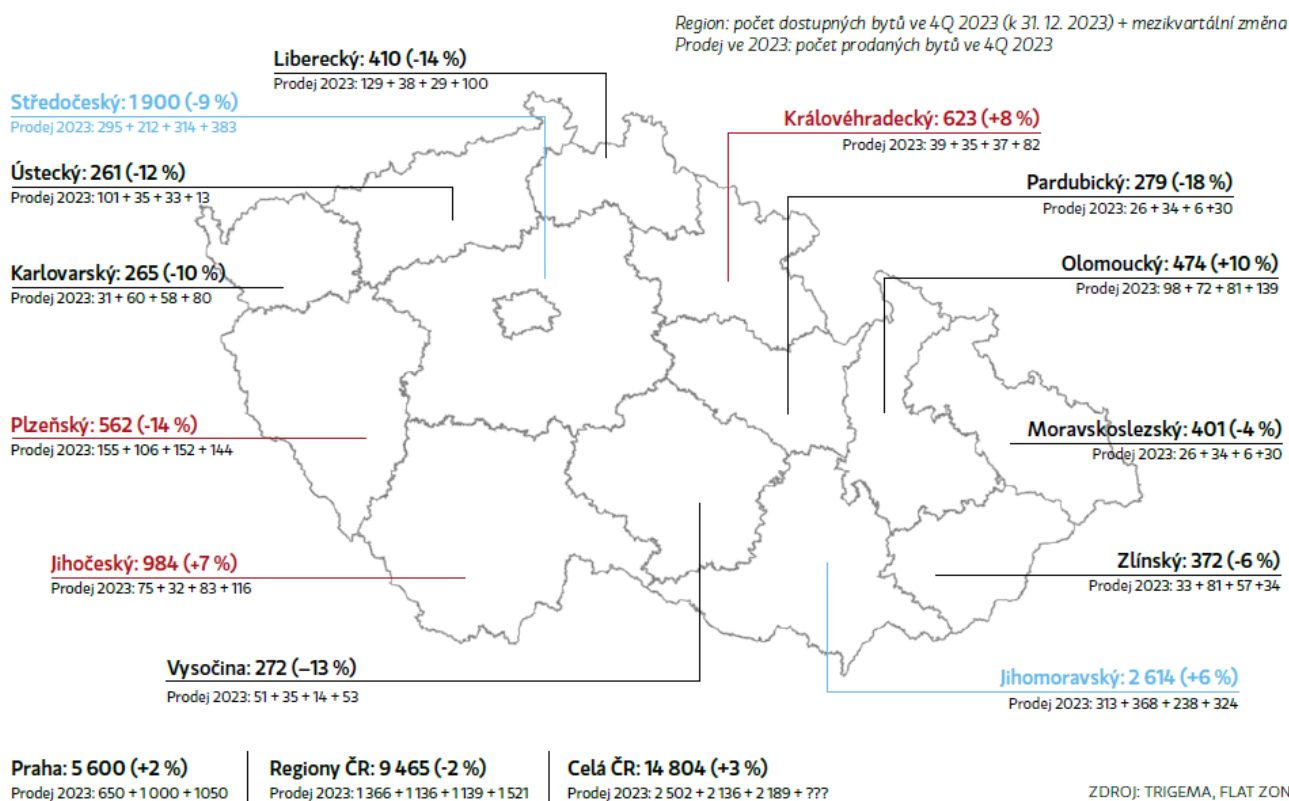 Region: počet dostupných bytů ve 4Q 2023 (k 31. 12. 2023) + mezikvartální změna
Prodej ve 2023: počet prodaných bytů ve 4Q 2023
Liberecký: 410 (-14 %)
Prodej 2023: 129 + 38 + 29 + 100
Středočeský: 1 900 (-9 %)
Prodej 2023: 295 + 212 + 314 + 383
Královéhradecký: 623 (+8 %)
Prodej 2023: 39 + 35 + 37 + 82
Ústecký: 261 (-12 %)
Prodej 2023: 101 + 35 + 33 + 13
Pardubický: 279 (-18 %)
Prodej 2023: 26 + 34 + 6 +30
Karlovarský: 265 (-10 %)
Prodej 2023: 31 + 60 + 58 + 80
Olomoucký: 474 (+10 %)
Prodej 2023: 98 + 72 + 81 + 139
Plzeňský: 562 (-14 %)
Prodej 2023: 155 + 106 + 152 + 144
Moravskoslezský: 401 (-4 %)
Prodej 2023: 26 + 34 + 6 +30
Jihočeský: 984 (+7 %)
Prodej 2023: 75 + 32 + 83 + 116
Zlínský: 372 (-6 %)
Prodej 2023: 33 + 81 + 57 +34
Vysočina: 272 (–13 %)
Prodej 2023: 51 + 35 + 14 + 53
Jihomoravský: 2 614 (+6 %)
Prodej 2023: 313 + 368 + 238 + 324
Praha: 5 600 (+2 %)
Prodej 2023: 650 + 1 000 + 1050
Regiony ČR: 9 465 (-2 %)
Prodej 2023: 1 366 + 1 136 + 1 139 + 1 521
Celá ČR: 14 804 (+3 %)
Prodej 2023: 2 502 + 2 136 + 2 189 + ???
ZDROJ: TRIGEMA, FLAT ZON